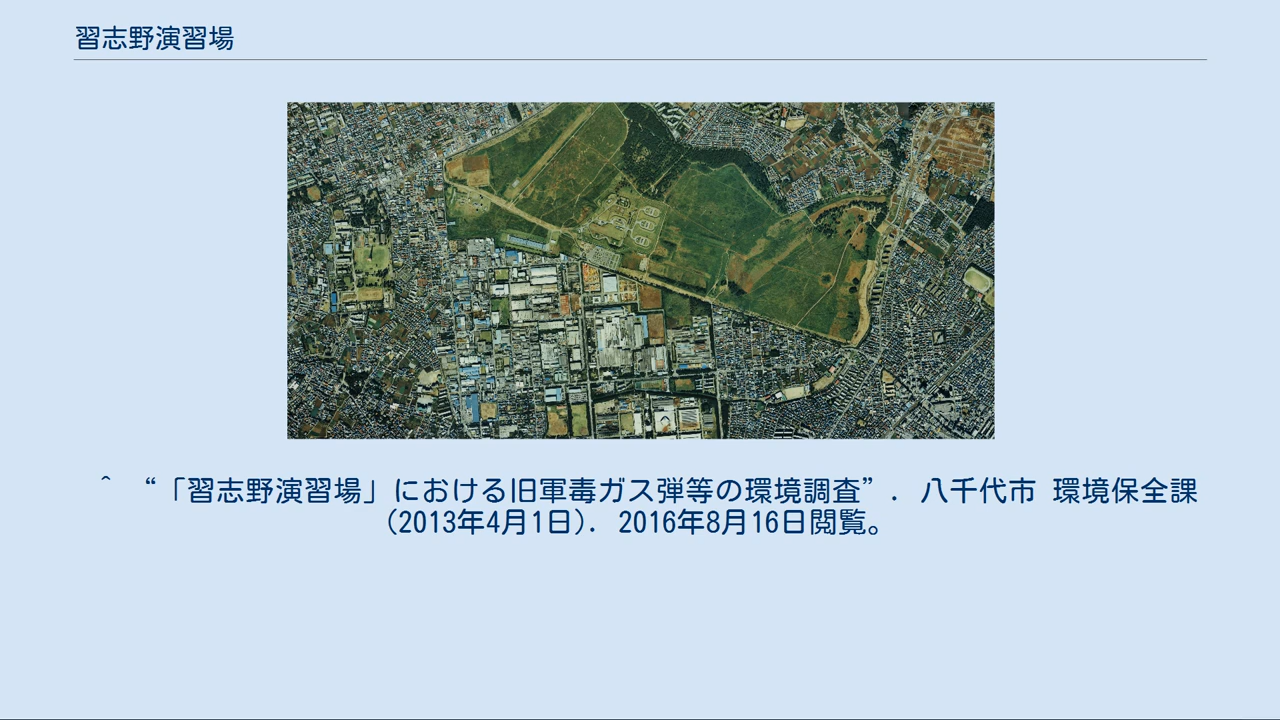 習志野演習場
^ “「習志野演習場」における旧軍毒ガス弾等の環境調査”. 八千代市 環境保全課
(2013年4月1日). 2016年8月16日閲覧。